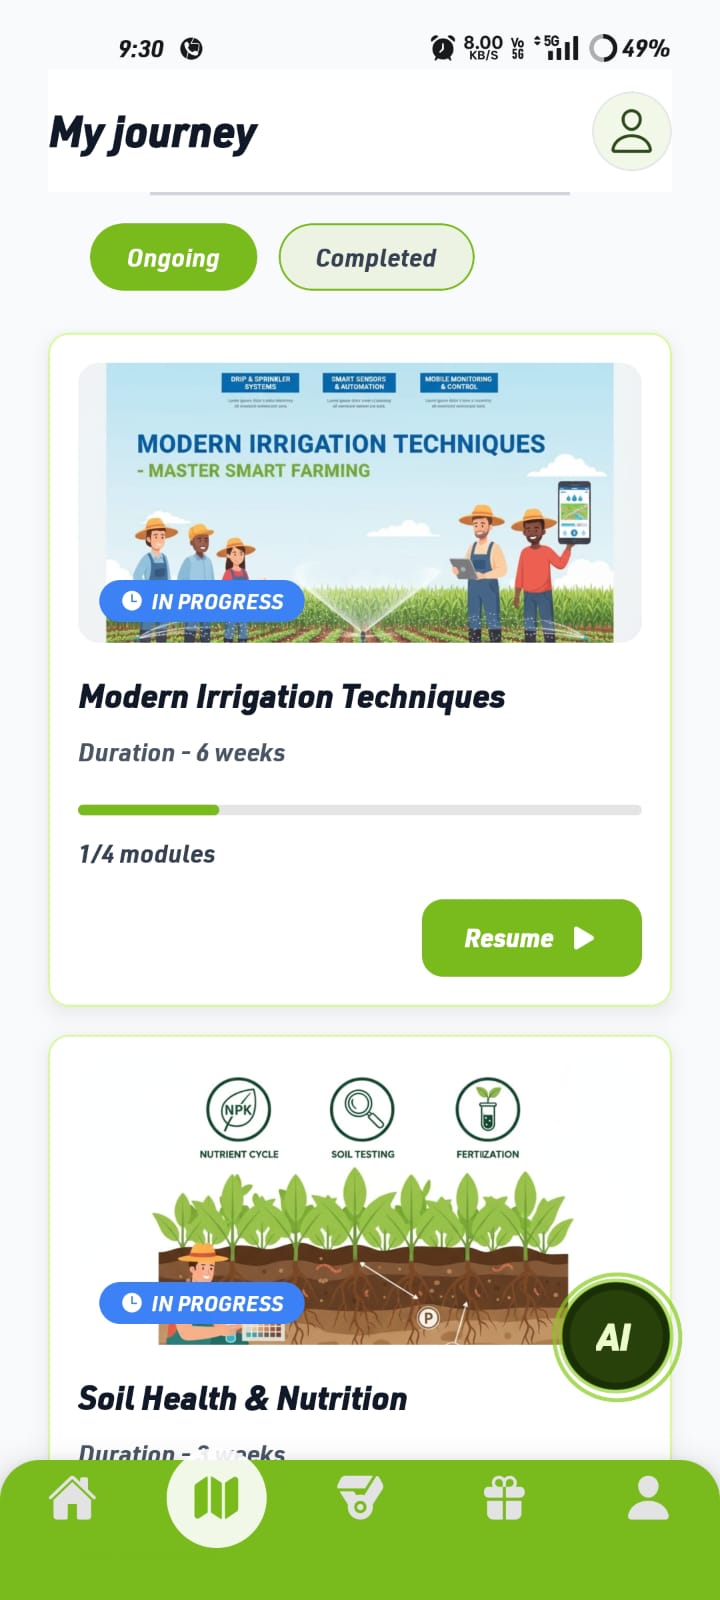 9:30
8.00 KB/S Vo 5G 5G 49%
My journey
Ongoing
Completed
DRIP & SPRINKLER
SYSTEMS
SMART SENSORS
& AUTOMATION
MOBILE MONITORING
& CONTROL
MODERN IRRIGATION TECHNIQUES
- MASTER SMART FARMING
IN PROGRESS
Modern Irrigation Techniques
Duration - 6 weeks
1/4 modules
Resume
NPK
NUTRIENT CYCLE
SOIL TESTING
FERTIIZATION
P
IN PROGRESS
AI
Soil Health & Nutrition
Duration - 3 weeks